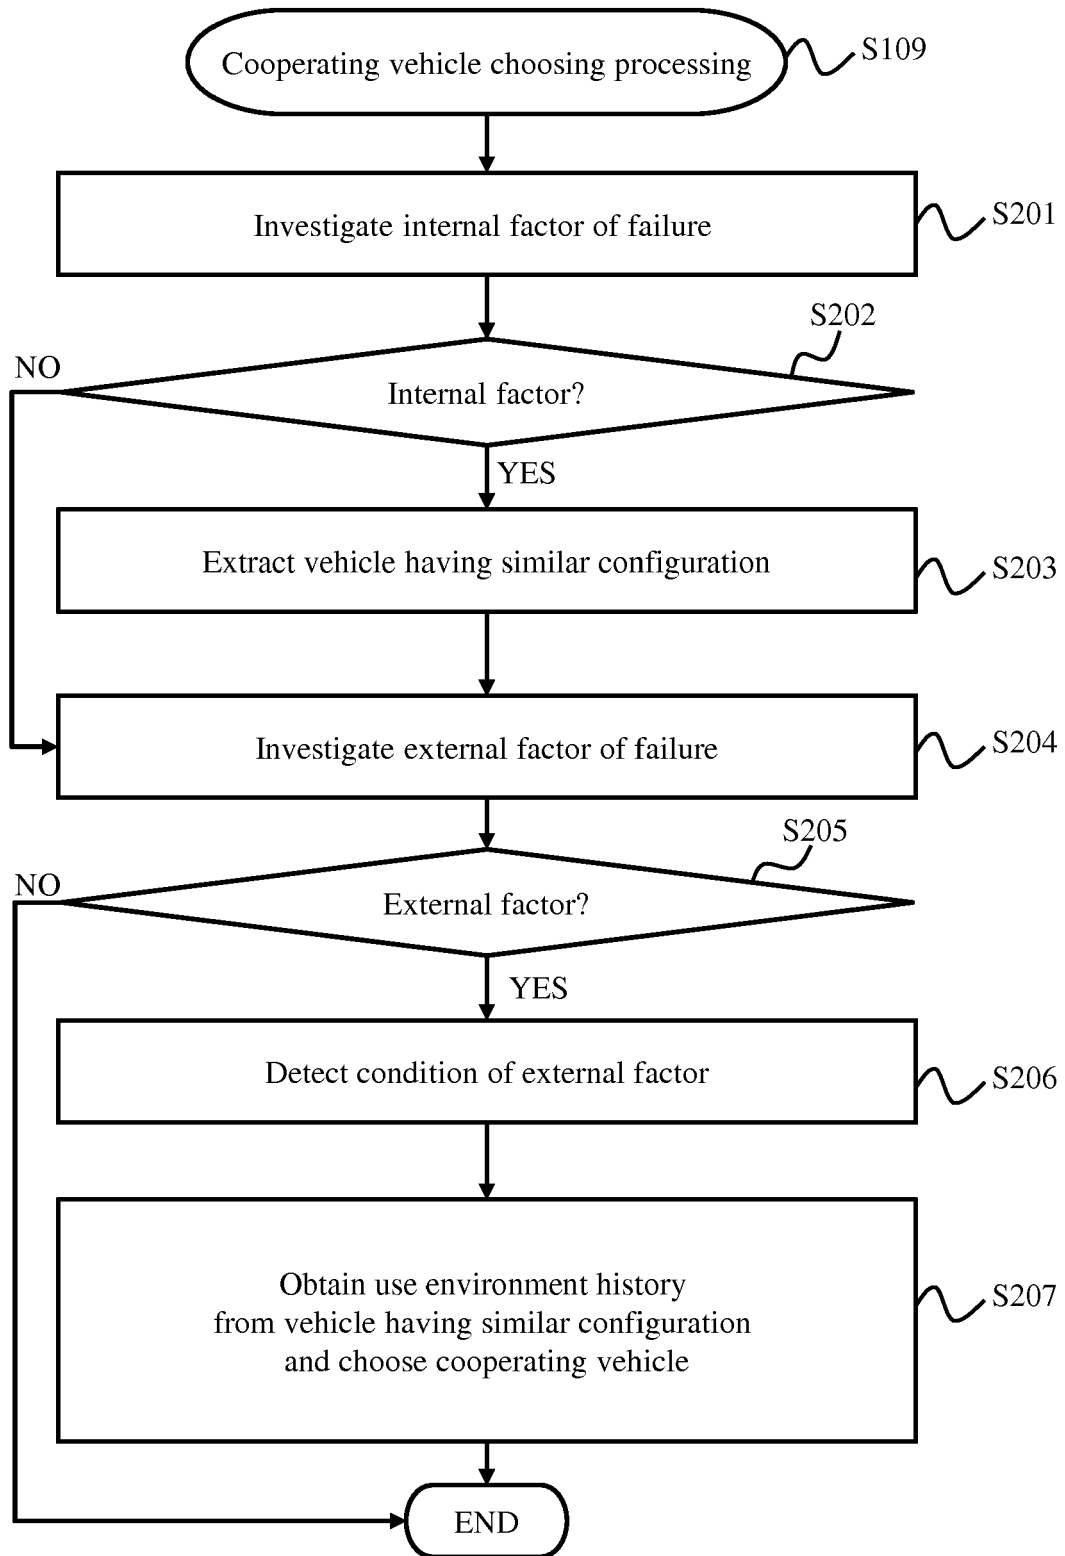 Cooperating vehicle choosing processing
S109
Investigate internal factor of failure
S201
S202
NO
Internal factor?
YES
Extract vehicle having similar configuration
S203
Investigate external factor of failure
S204
S205
NO
External factor?
YES
Detect condition of external factor
S206
Obtain use environment history
from vehicle having similar configuration
and choose cooperating vehicle
S207
END